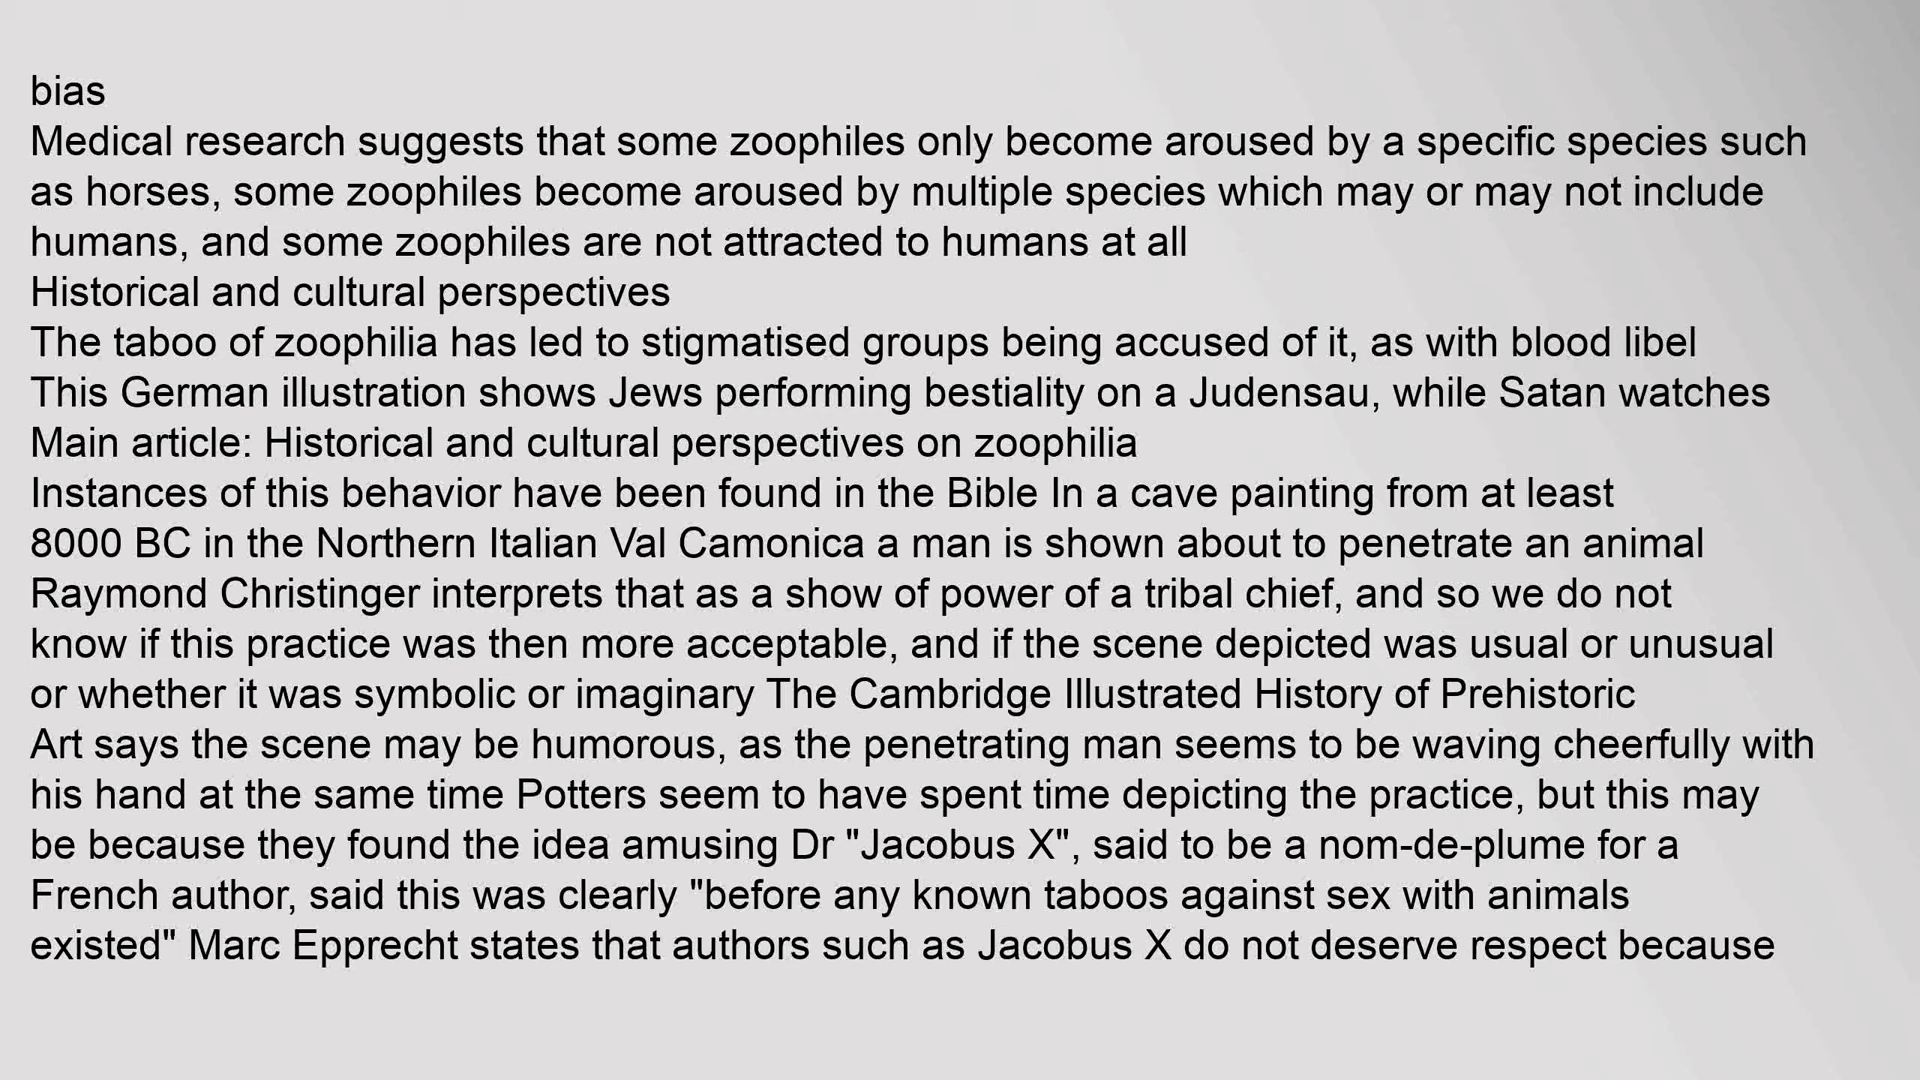 bias
Medical research suggests that some zoophiles only become aroused by a specific species such
as horses, some zoophiles become aroused by multiple species which may or may not include
humans, and some zoophiles are not attracted to humans at all
Historical and cultural perspectives
The taboo of zoophilia has led to stigmatised groups being accused of it, as with blood libel
This German illustration shows Jews performing bestiality on a Judensau, while Satan watches
Main article: Historical and cultural perspectives on zoophilia
Instances of this behavior have been found in the Bible In a cave painting from at least
8000 BC in the Northern Italian Val Camonica a man is shown about to penetrate an animal
Raymond Christinger interprets that as a show of power of a tribal chief, and so we do not
know if this practice was then more acceptable, and if the scene depicted was usual or unusual
or whether it was symbolic or imaginary The Cambridge Illustrated History of Prehistoric
Art says the scene may be humorous, as the penetrating man seems to be waving cheerfully with
his hand at the same time Potters seem to have spent time depicting the practice, but this may
be because they found the idea amusing Dr "Jacobus X", said to be a nom-de-plume for a
French author, said this was clearly "before any known taboos against sex with animals
existed" Marc Epprecht states that authors such as Jacobus X do not deserve respect because